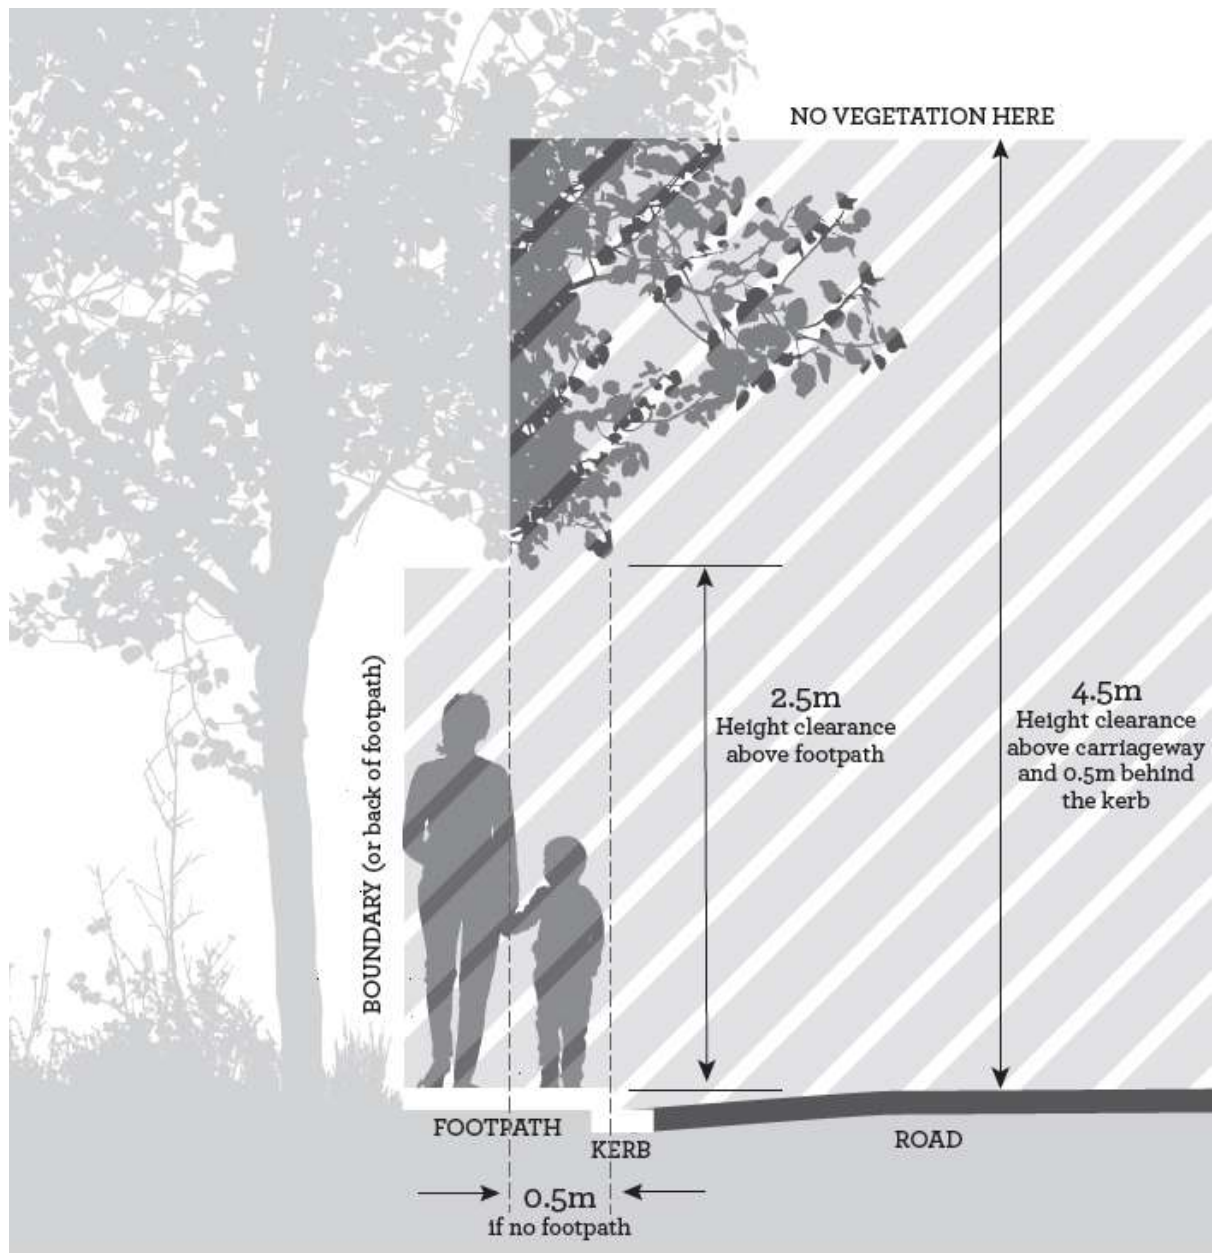 NO VEGETATION HERE
BOUNDARY (or back of footpath)
2.5m
Height clearance
above footpath
4.5m
Height clearance
above carriageway
and 0.5m behind
the kerb
FOOTPATH
KERB
ROAD
0.5m
if no footpath